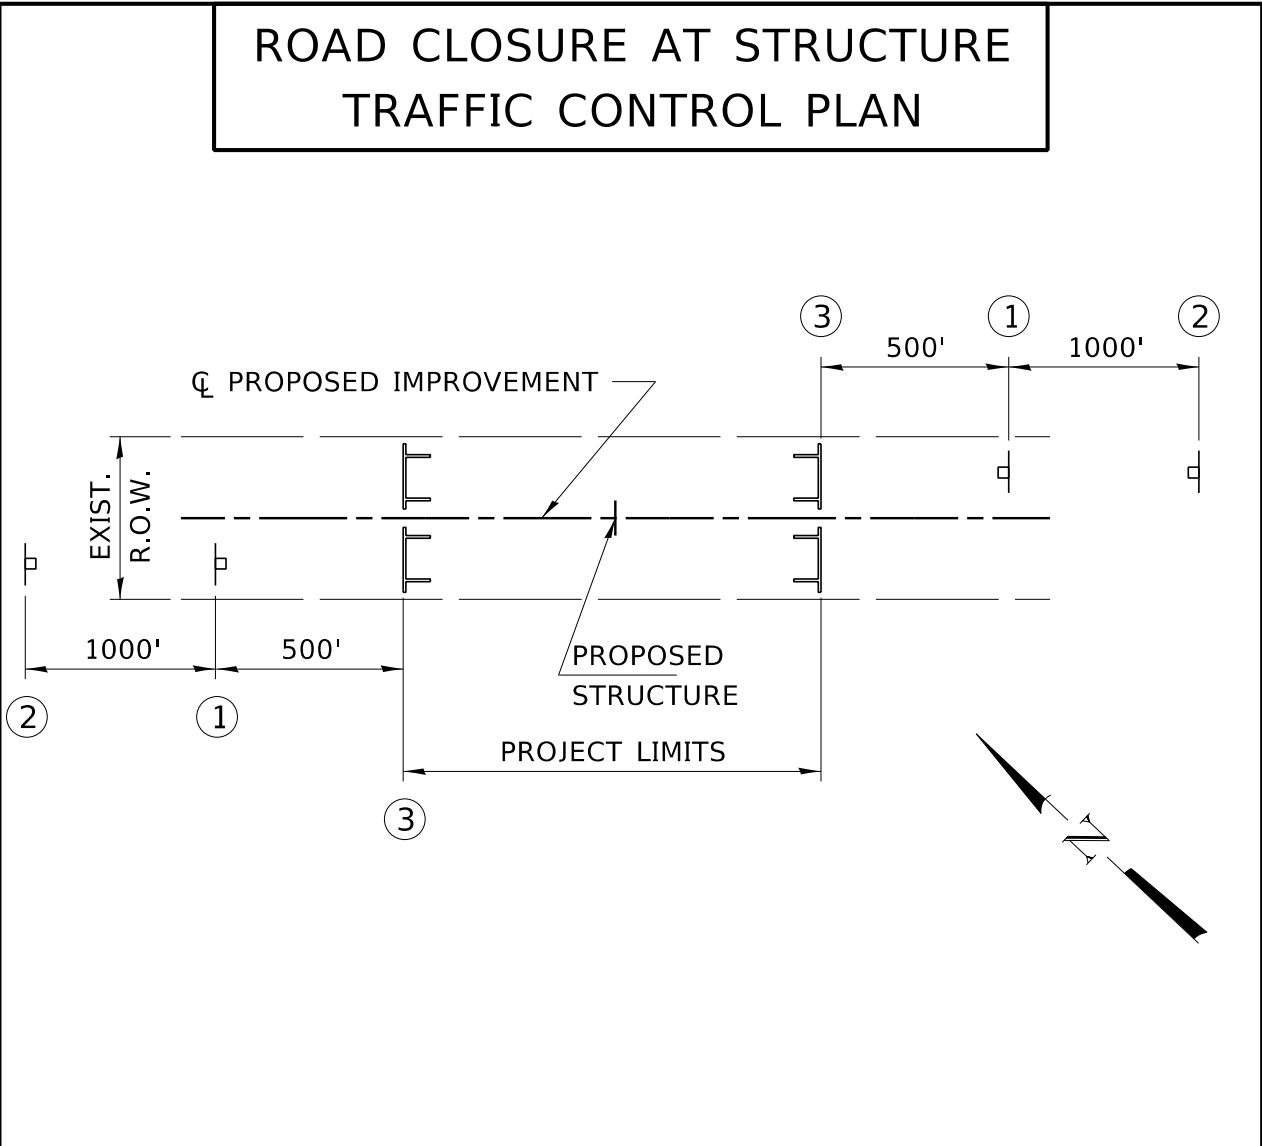 ROAD CLOSURE AT STRUCTURE
TRAFFIC CONTROL PLAN
3 1 2
500' 1000'
℄ PROPOSED IMPROVEMENT
EXIST.
R.O.W.
1000' 500'
PROPOSED
STRUCTURE
2 1
PROJECT LIMITS
3
N